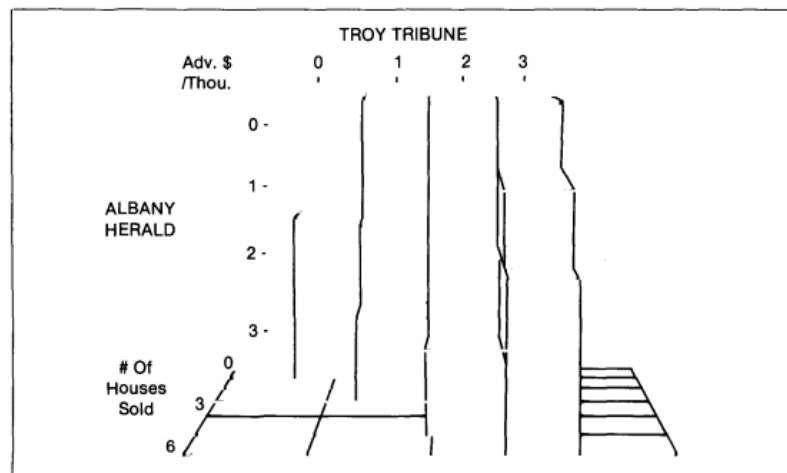 TROY TRIBUNE
Adv. $ 0 1 2 3
/Thou.
0 -
1 -
ALBANY
HERALD
2 -
3 -
# Of 0
Houses
Sold 3
6